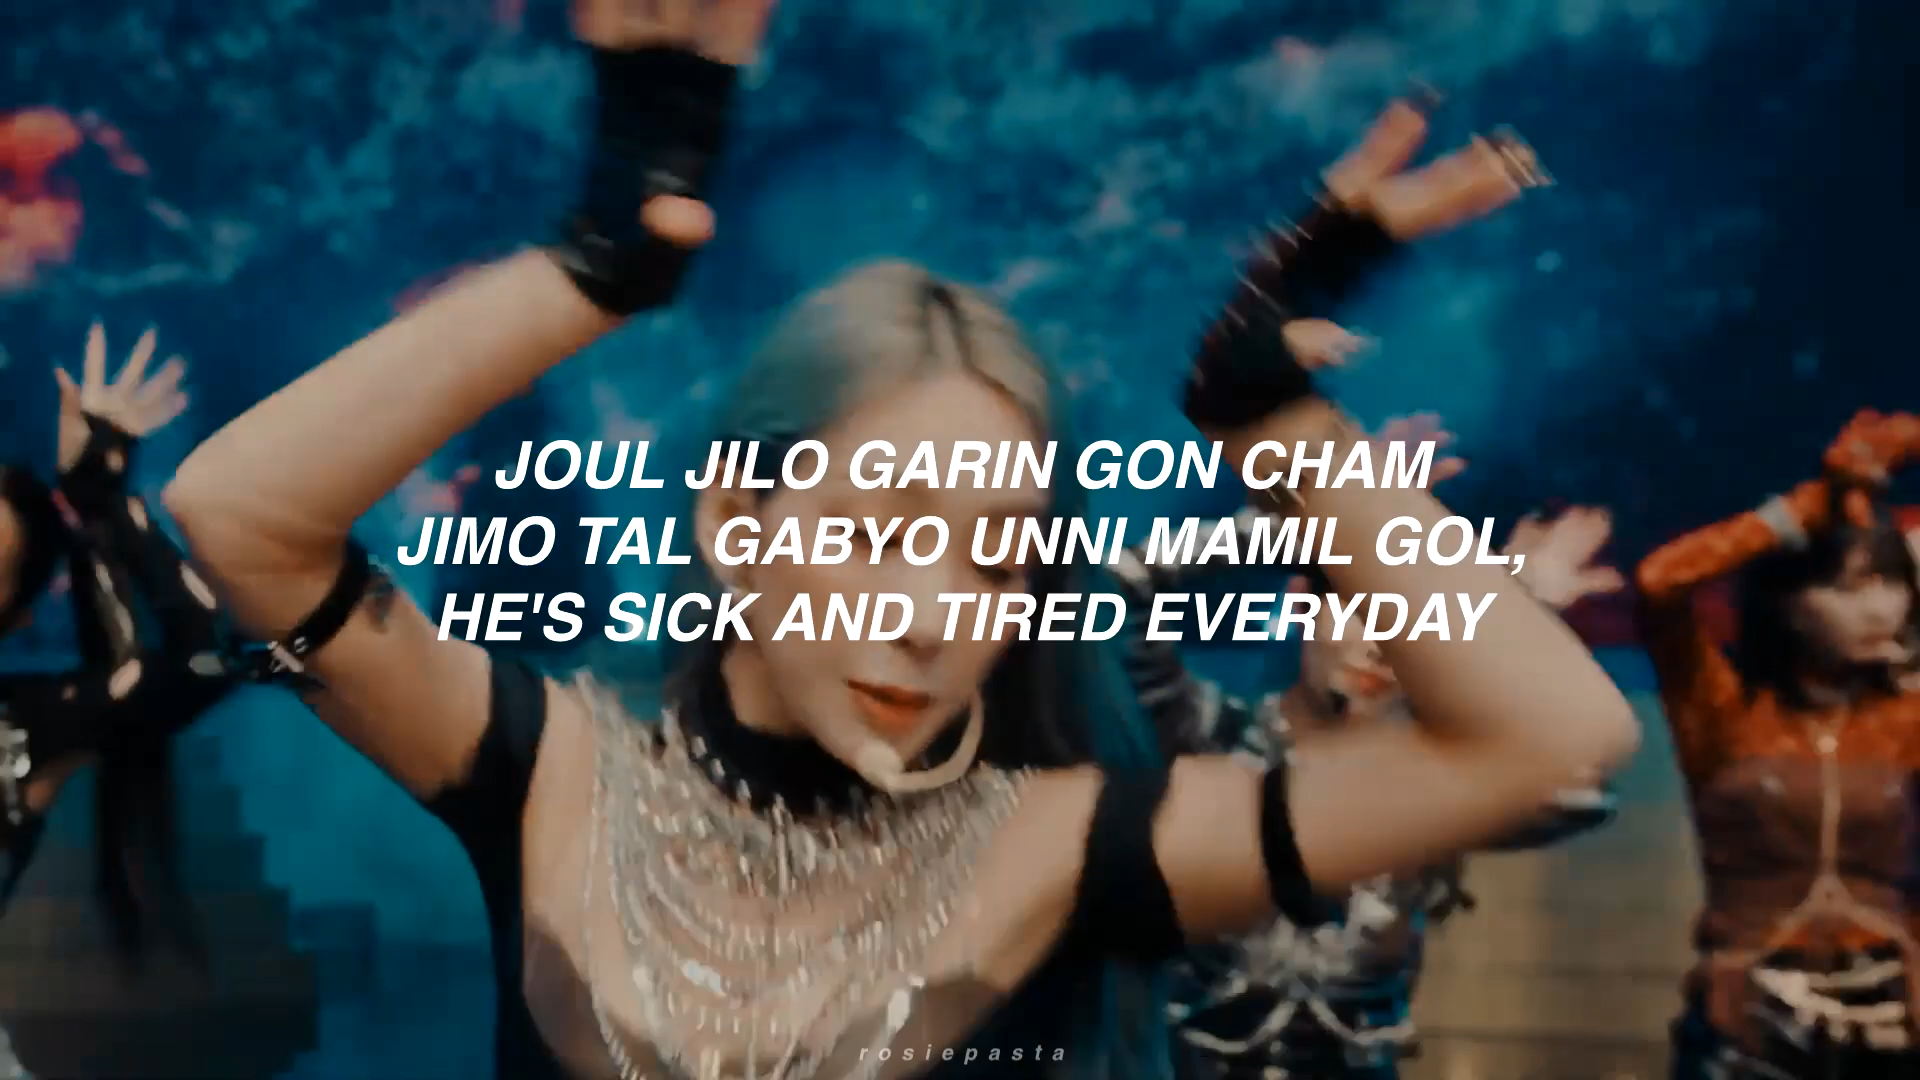 JOUL JILO GARIN GON CHAM
JIMO TAL GABYO UNNI MAMIL GOL,
HE'S SICK AND TIRED EVERYDAY
rosiepasta